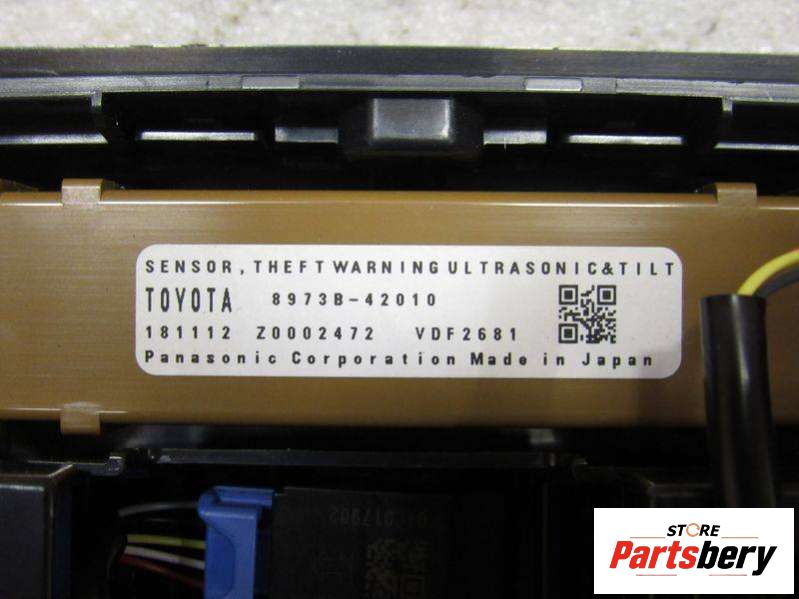 SENSOR, THEFT WARNING ULTRASONIC & TILT
TOYOTA 8973B-42010
181112 Z0002472 VDF2681
Panasonic Corporation Made in Japan
STORE
Partsbery